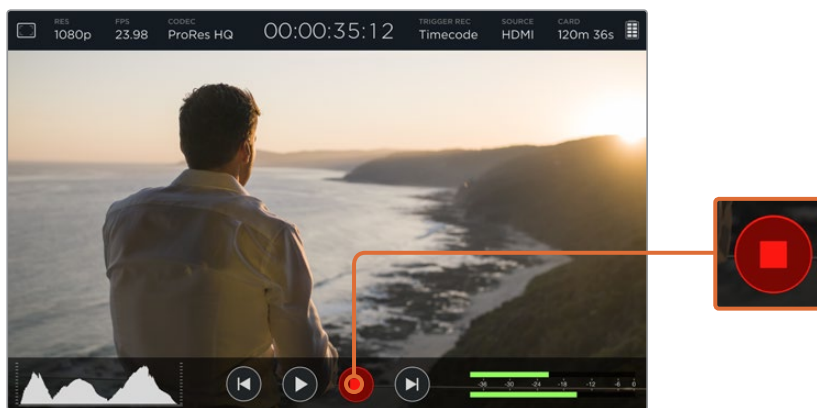 RES FPS CODEC TRIGGER REC SOURCE CARD
1080p 23.98 ProRes HQ 00:00:35:12 Timecode HDMI 120m 36s
-36 -30 -24 -18 -12 -6 0